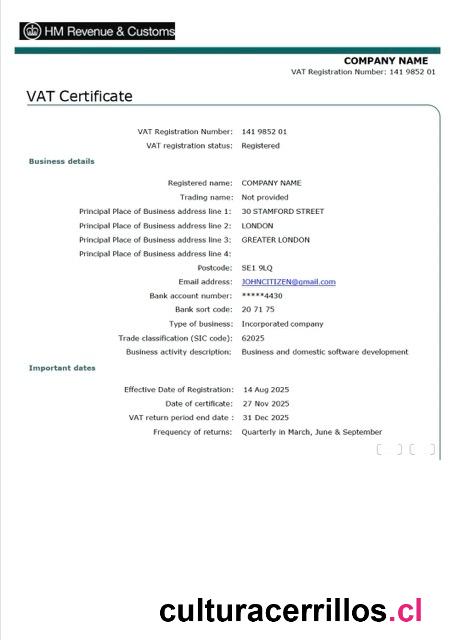 HM Revenue & Customs
COMPANY NAME
VAT Registration Number: 141 9852 01
VAT Certificate
VAT Registration Number: 141 9852 01
VAT registration status: Registered
Business details
Registered name: COMPANY NAME
Trading name: Not provided
Principal Place of Business address line 1: 30 STAMFORD STREET
Principal Place of Business address line 2: LONDON
Principal Place of Business address line 3: GREATER LONDON
Principal Place of Business address line 4:
Postcode: SE1 9LQ
Email address: JOHNCITIZEN@gmail.com
Bank account number: *****4430
Bank sort code: 20 71 75
Type of business: Incorporated company
Trade classification (SIC code): 62025
Business activity description: Business and domestic software development
Important dates
Effective Date of Registration: 14 Aug 2025
Date of certificate: 27 Nov 2025
VAT return period end date : 31 Dec 2025
Frequency of returns: Quarterly in March, June & September
culturacerrillos.cl